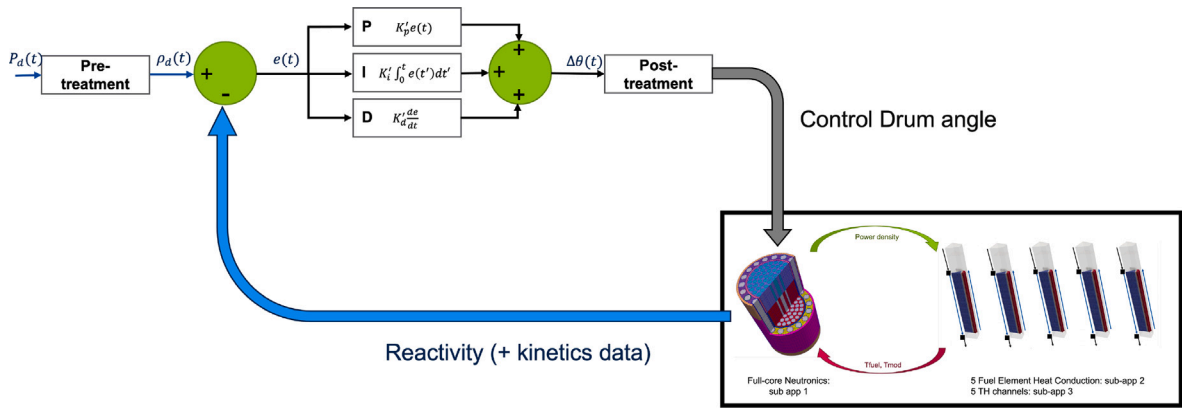 P_d(t)
Pre-
treatment
ρ_d(t)
+
-
e(t)
P K'_p e(t)
I K'_i ∫_0^t e(t')dt'
D K'_d de/dt
+
+
+
Δθ(t)
Post-
treatment
Control Drum angle
Reactivity (+ kinetics data)
Power density
Tfuel, Tmod
Full-core Neutronics:
sub app 1
5 Fuel Element Heat Conduction: sub-app 2
5 TH channels: sub-app 3